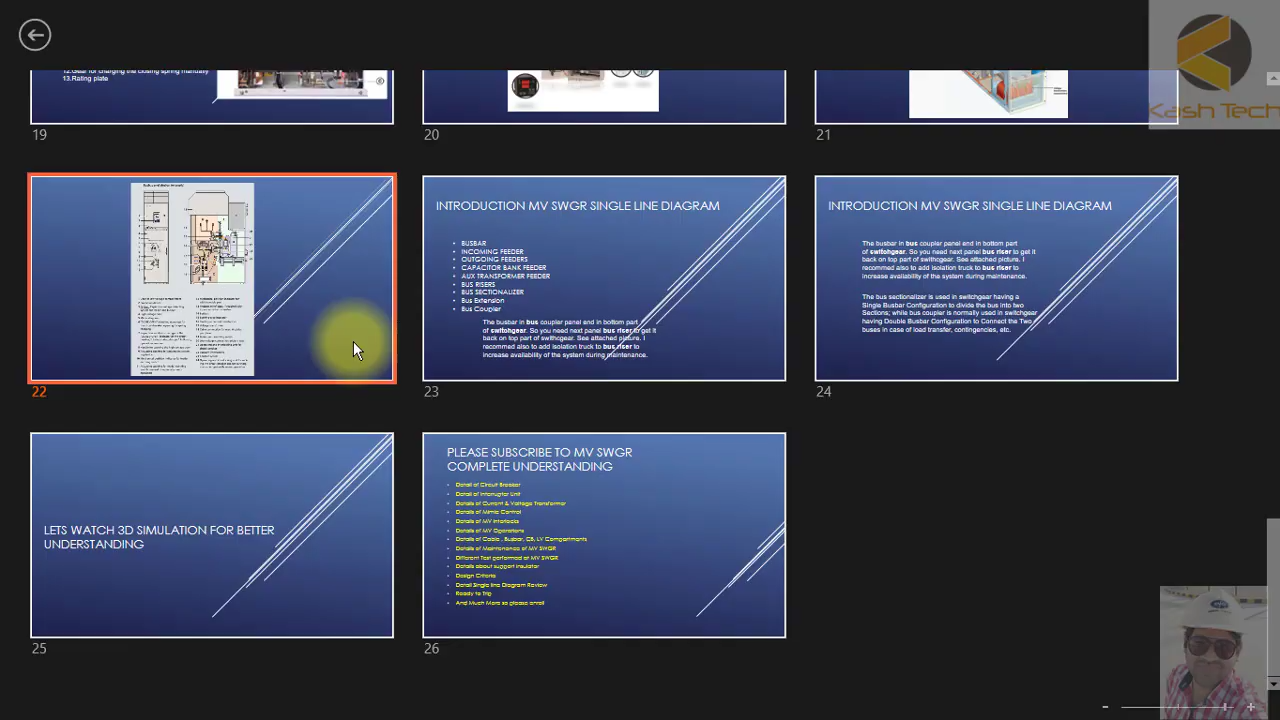 12.Gear for charging the closing spring manually
13.Rating plate
Kash Tech
19
20
21
INTRODUCTION MV SWGR SINGLE LINE DIAGRAM
• BUSBAR
• INCOMING FEEDER
• OUTGOING FEEDERS
• CAPACITOR BANK FEEDER
• AUX TRANSFORMER FEEDER
• BUS RISERS
• BUS SECTIONALIZER
• Bus Extension
• Bus Coupler
The busbar in bus coupler panel end in bottom part
of switchgear. So you need next panel bus riser to get it
back on top part of swithcgear. See attached picture. I
recommed also to add isolation truck to bus riser to
increase availability of the system during maintenance.
INTRODUCTION MV SWGR SINGLE LINE DIAGRAM
The busbar in bus coupler panel end in bottom part
of switchgear. So you need next panel bus riser to get it
back on top part of swithcgear. See attached picture. I
recommed also to add isolation truck to bus riser to
increase availability of the system during maintenance.
The bus sectionalizer is used in switchgear having a
Single Busbar Configuration to divide the bus into two
Sections; while bus coupler is normally used in switchgear
having Double Busbar Configuration to Connect the Two
buses in case of load transfer, contingencies, etc.
22
23
24
LETS WATCH 3D SIMULATION FOR BETTER
UNDERSTANDING
PLEASE SUBSCRIBE TO MV SWGR
COMPLETE UNDERSTANDING
• Detail of Circuit Breaker
• Detail of Interruptor Unit
• Details of Current & Voltage Transformer
• Details of Mimic Control
• Details of MV Interlocks
• Details of MV Operations
• Details of Cable , Busbar, CB, LV Compartments
• Details of Maintenance of MV SWGR
• Different Test performed at MV SWGR
• Details about support insulator
• Design Criteria
• Detail Single line Diagram Review
• Ready to Trip
• And Much More so please enroll
25
26